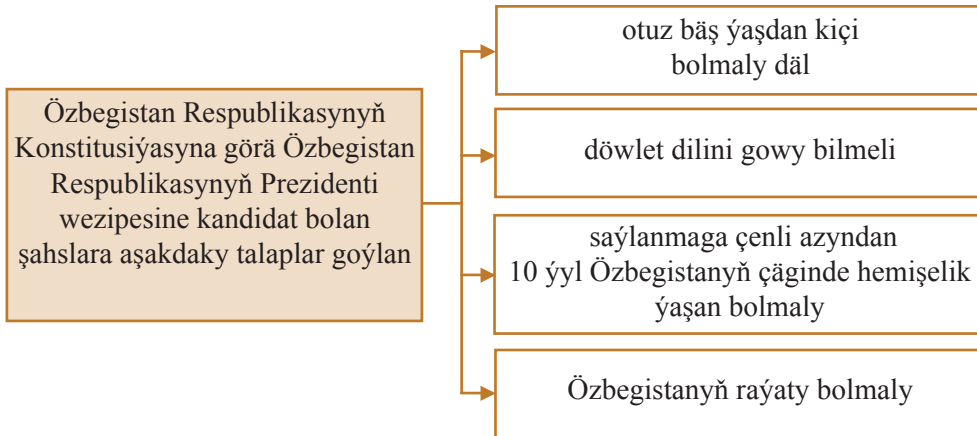 Özbegistan Respublikasynyň
Konstitusiýasyna görä Özbegistan
Respublikasynyň Prezidenti
wezipesine kandidat bolan
şahslara aşakdaky talaplar goýlan
otuz bäş ýaşdan kiçi
bolmaly däl
döwlet dilini gowy bilmeli
saýlanmaga çenli azyndan
10 ýyl Özbegistanyň çäginde hemişelik
ýaşan bolmaly
Özbegistanyň raýaty bolmaly